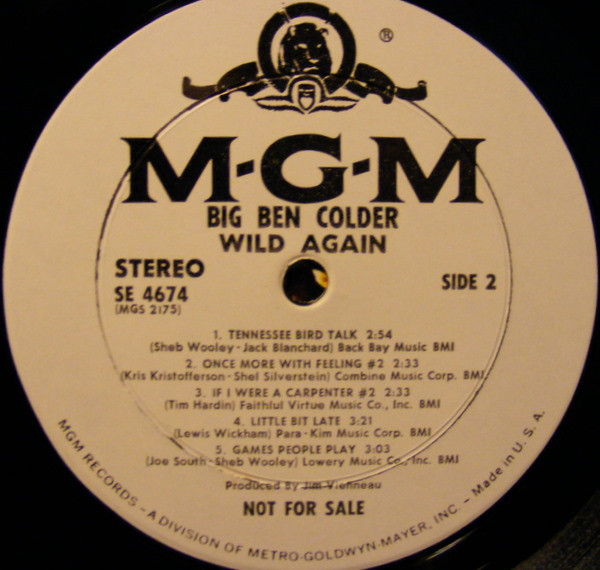 ®
M-G-M
BIG BEN COLDER
WILD AGAIN
STEREO
SE 4674
(MGS 2175)
SIDE 2
1. TENNESSEE BIRD TALK 2:54
(Sheb Wooley-Jack Blanchard) Back Bay Music BMI
2. ONCE MORE WITH FEELING #2 2:33
(Kris Kristofferson-Shel Silverstein) Combine Music Corp. BMI
3. IF I WERE A CARPENTER #2 2:33
(Tim Hardin) Faithful Virtue Music Co., Inc. BMI
4. LITTLE BIT LATE 3:21
(Lewis Wickham) Para-Kim Music Corp. BMI
5. GAMES PEOPLE PLAY 3:03
(Joe South-Sheb Wooley) Lowery Music Co., Inc. BMI
Produced By Jim Vienneau
NOT FOR SALE
MGM RECORDS - A DIVISION OF METRO-GOLDWYN-MAYER, INC. - Made in U. S. A.